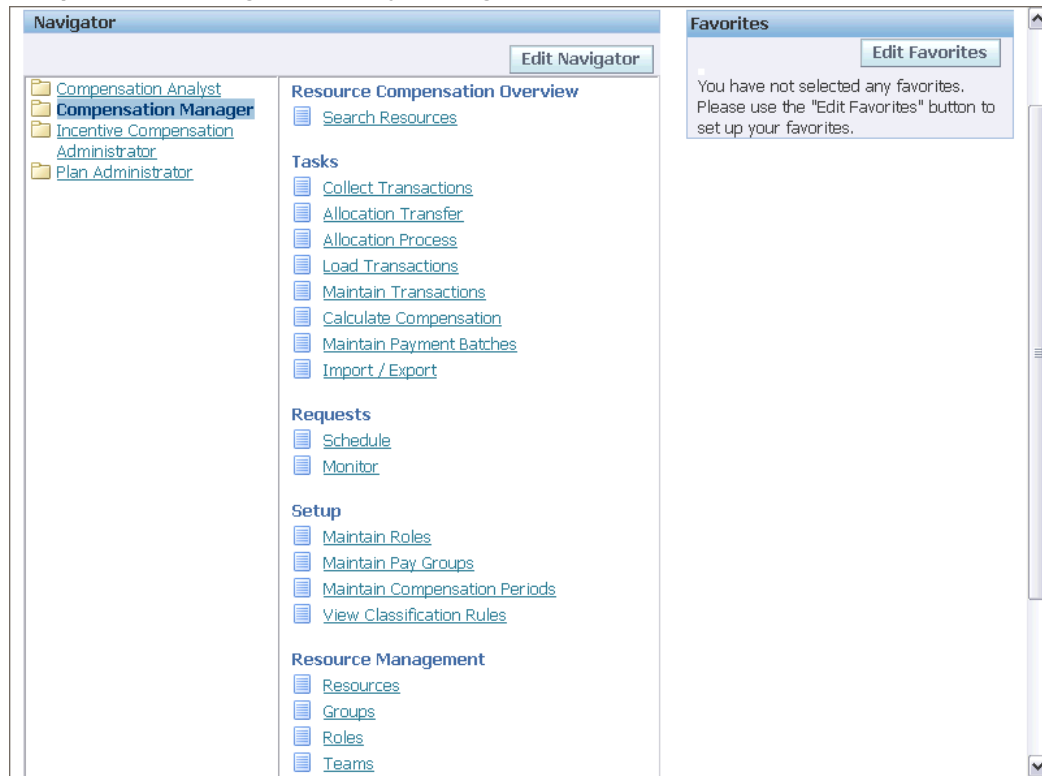 Navigator
Edit Navigator
Compensation Analyst
Compensation Manager
Incentive Compensation
Administrator
Plan Administrator
Resource Compensation Overview
Search Resources
Tasks
Collect Transactions
Allocation Transfer
Allocation Process
Load Transactions
Maintain Transactions
Calculate Compensation
Maintain Payment Batches
Import / Export
Requests
Schedule
Monitor
Setup
Maintain Roles
Maintain Pay Groups
Maintain Compensation Periods
View Classification Rules
Resource Management
Resources
Groups
Roles
Teams
Favorites
Edit Favorites
You have not selected any favorites.
Please use the "Edit Favorites" button to
set up your favorites.